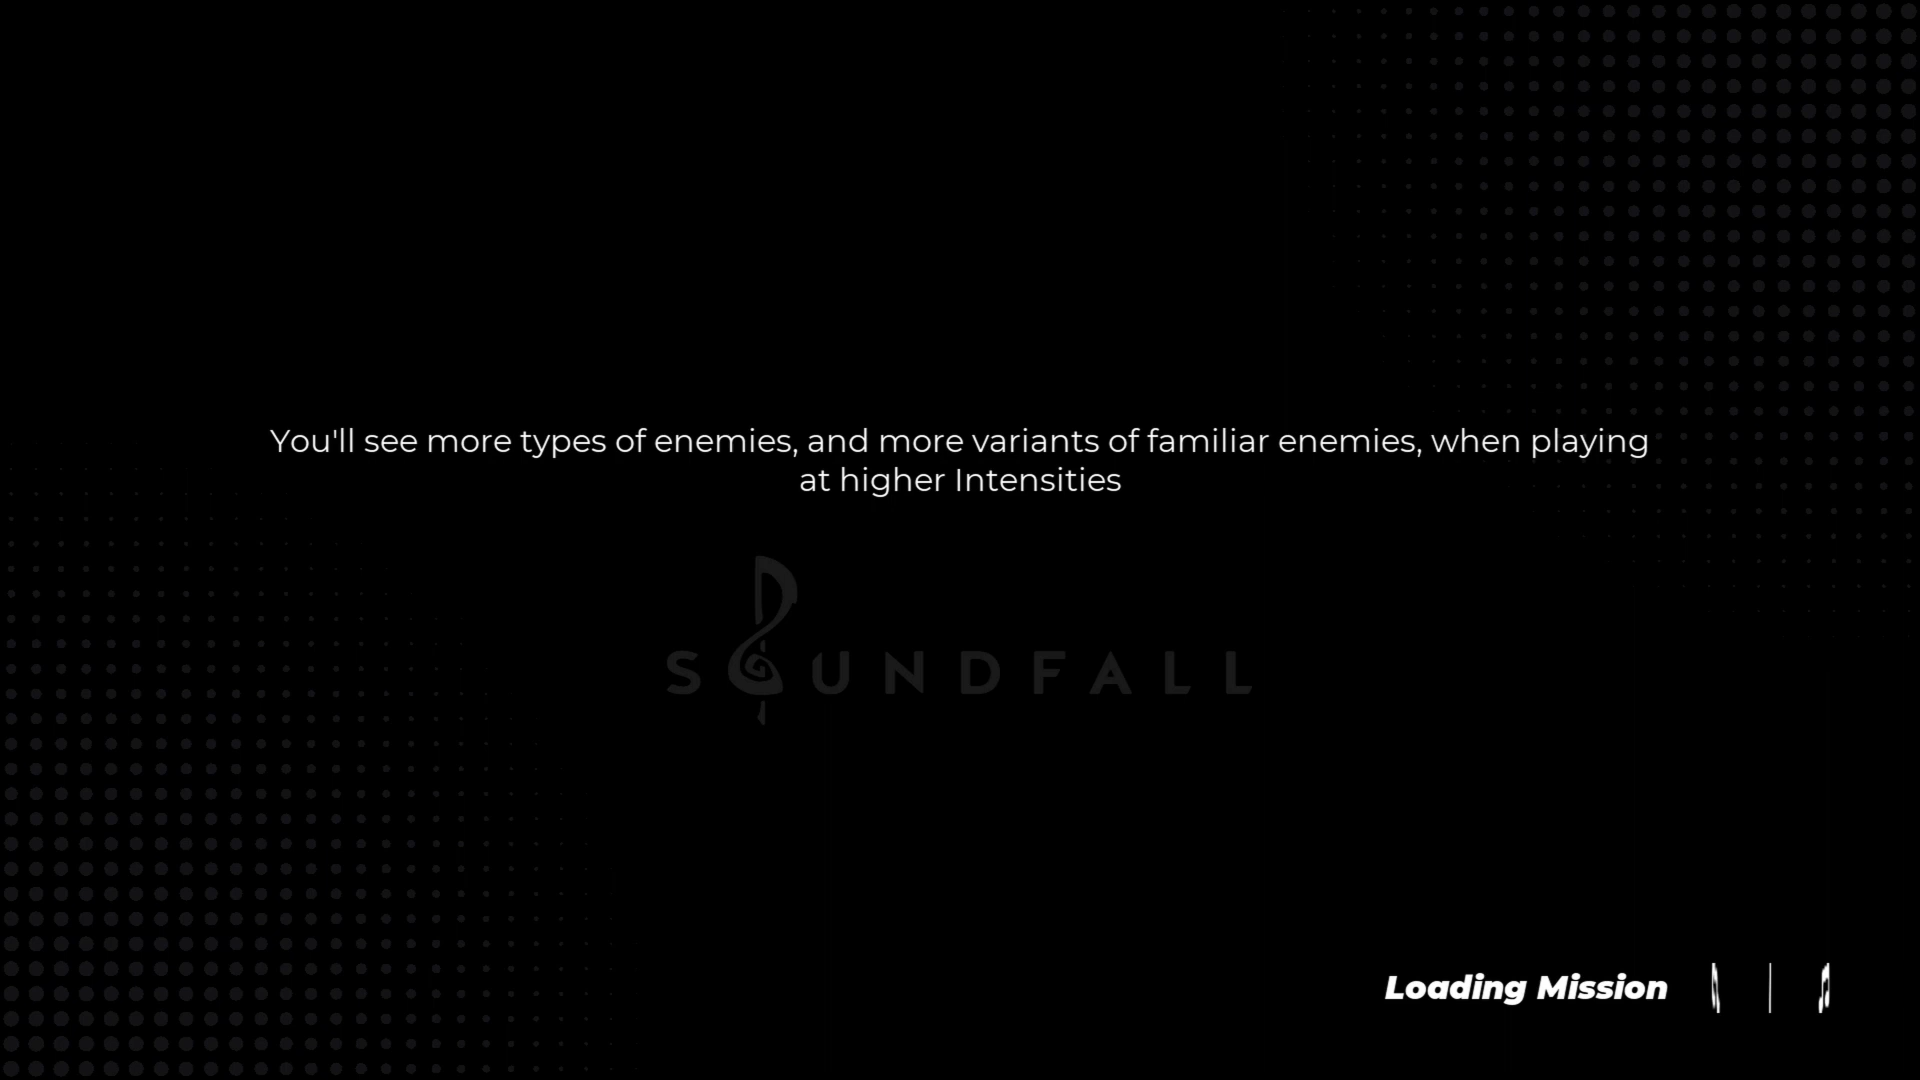 You'll see more types of enemies, and more variants of familiar enemies, when playing
at higher Intensities
SOUNDFALL
Loading Mission